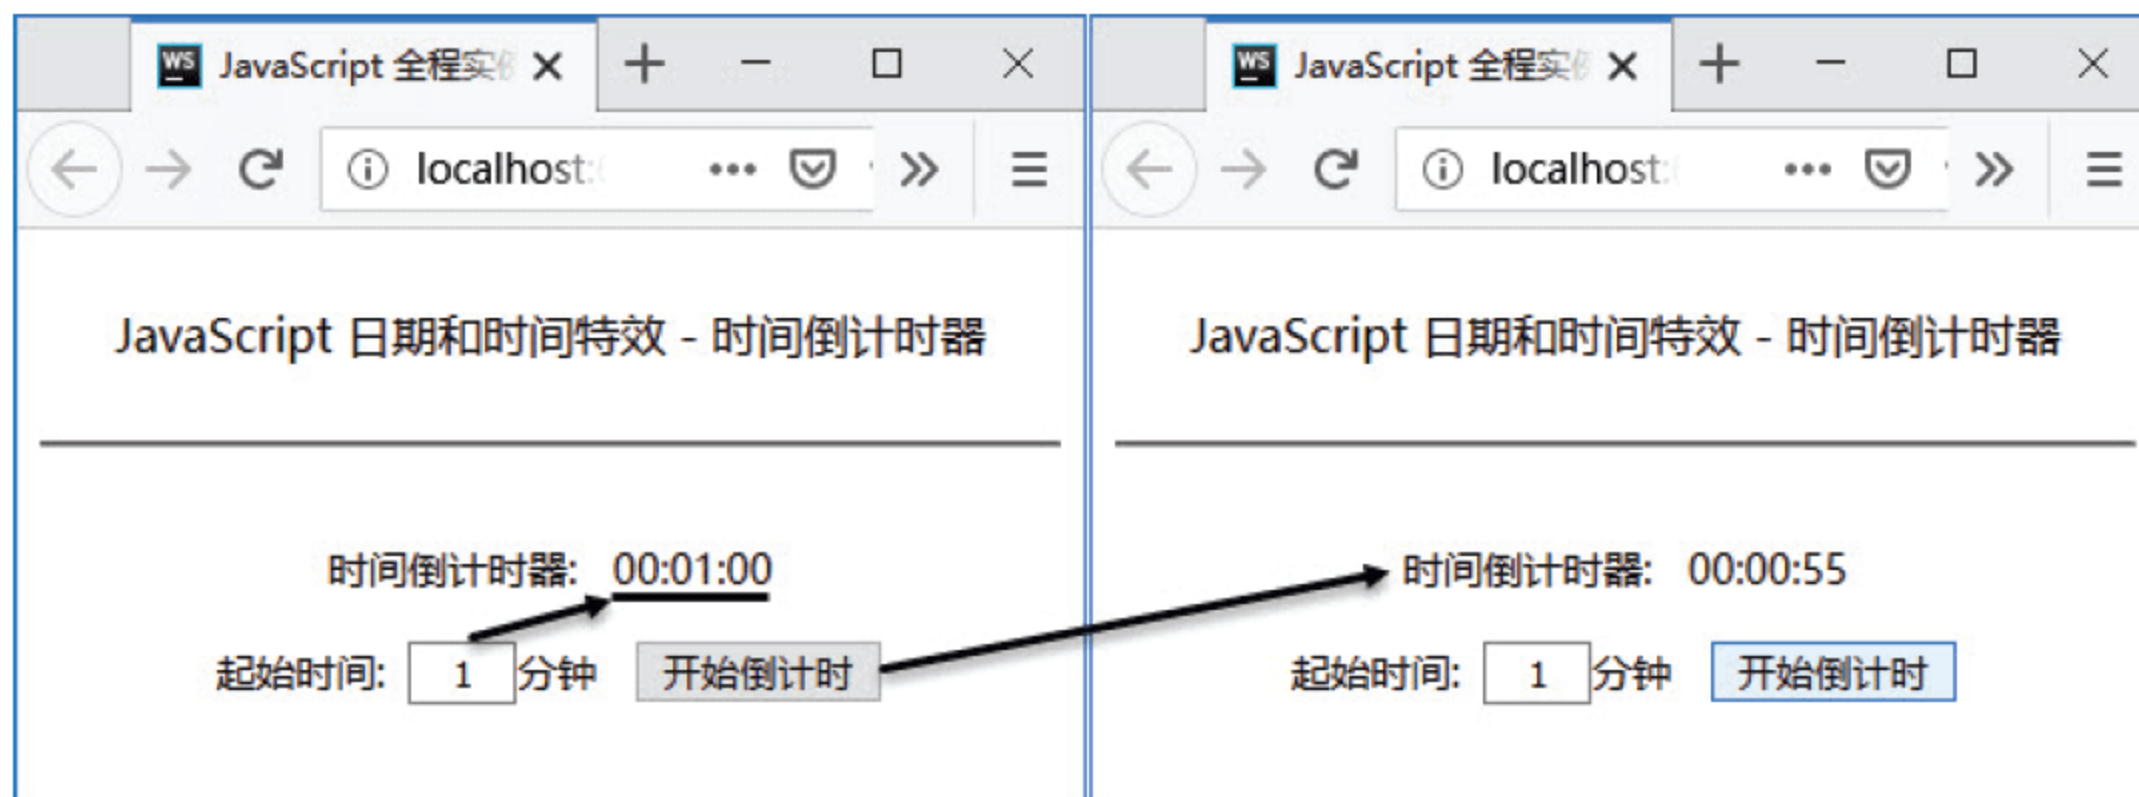 WS JavaScript 全程实
localhost:
JavaScript 日期和时间特效 - 时间倒计时器
时间倒计时器: 00:01:00
起始时间: 1 分钟 开始倒计时
WS JavaScript 全程实
localhost:
JavaScript 日期和时间特效 - 时间倒计时器
时间倒计时器: 00:00:55
起始时间: 1 分钟 开始倒计时